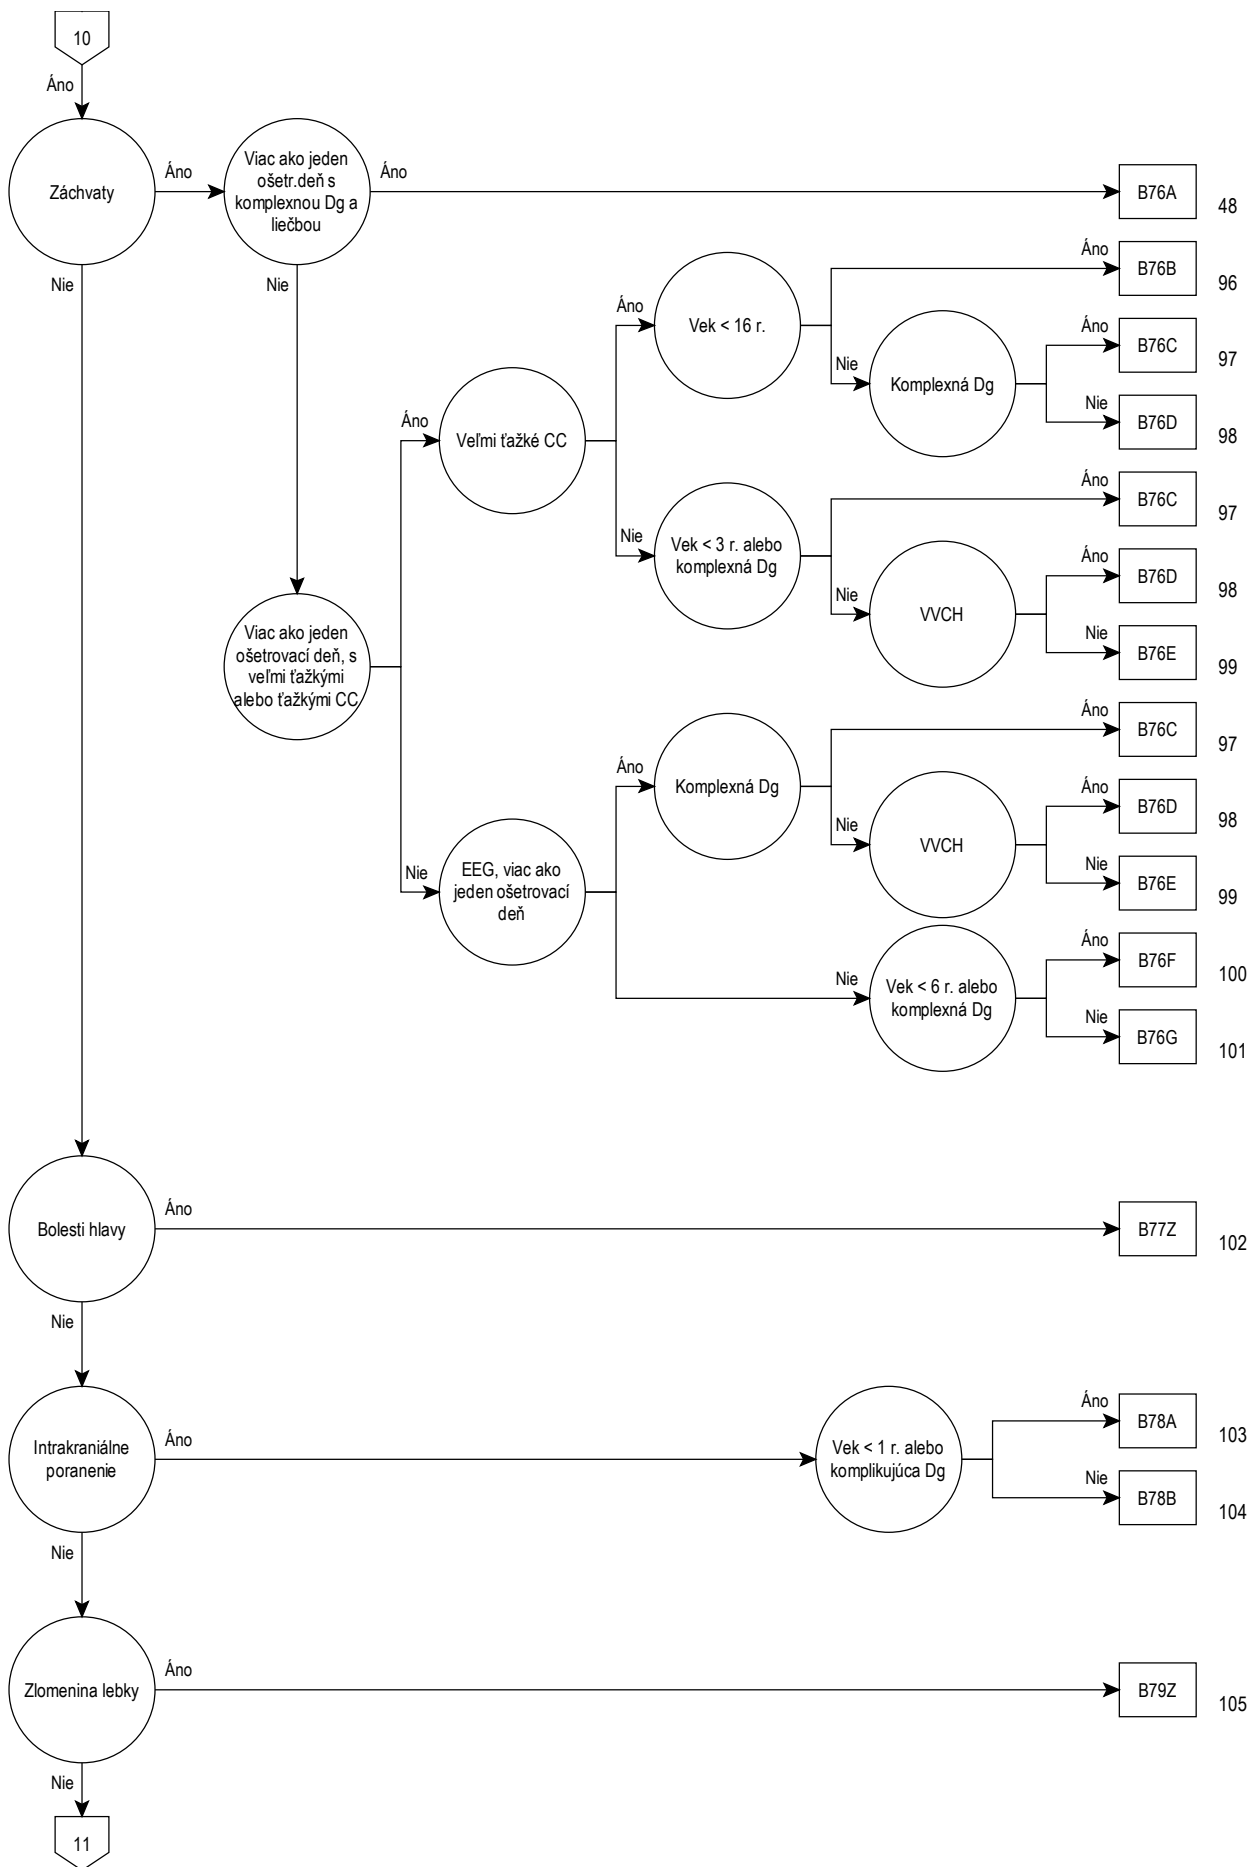 10
Áno
Záchvaty
Áno
Viac ako jeden
ošetr.deň s
komplexnou Dg a
liečbou
Áno
B76A
48
Nie
Nie
Áno
B76B
96
Áno
Vek < 16 r.
Áno
B76C
97
Nie
Komplexná Dg
Nie
B76D
98
Áno
Veľmi ťažké CC
Áno
B76C
97
Nie
Vek < 3 r. alebo
komplexná Dg
Áno
B76D
98
Nie
VVCH
Nie
B76E
99
Viac ako jeden
ošetrovací deň, s
veľmi ťažkými
alebo ťažkými CC
Áno
B76C
97
Áno
Komplexná Dg
Áno
B76D
98
Nie
VVCH
Nie
B76E
99
Nie
EEG, viac ako
jeden ošetrovací
deň
Áno
B76F
100
Nie
Vek < 6 r. alebo
komplexná Dg
Nie
B76G
101
Bolesti hlavy
Áno
B77Z
102
Nie
Intrakraniálne
poranenie
Áno
Vek < 1 r. alebo
komplikujúca Dg
Áno
B78A
103
Nie
B78B
104
Nie
Zlomenina lebky
Áno
B79Z
105
Nie
11